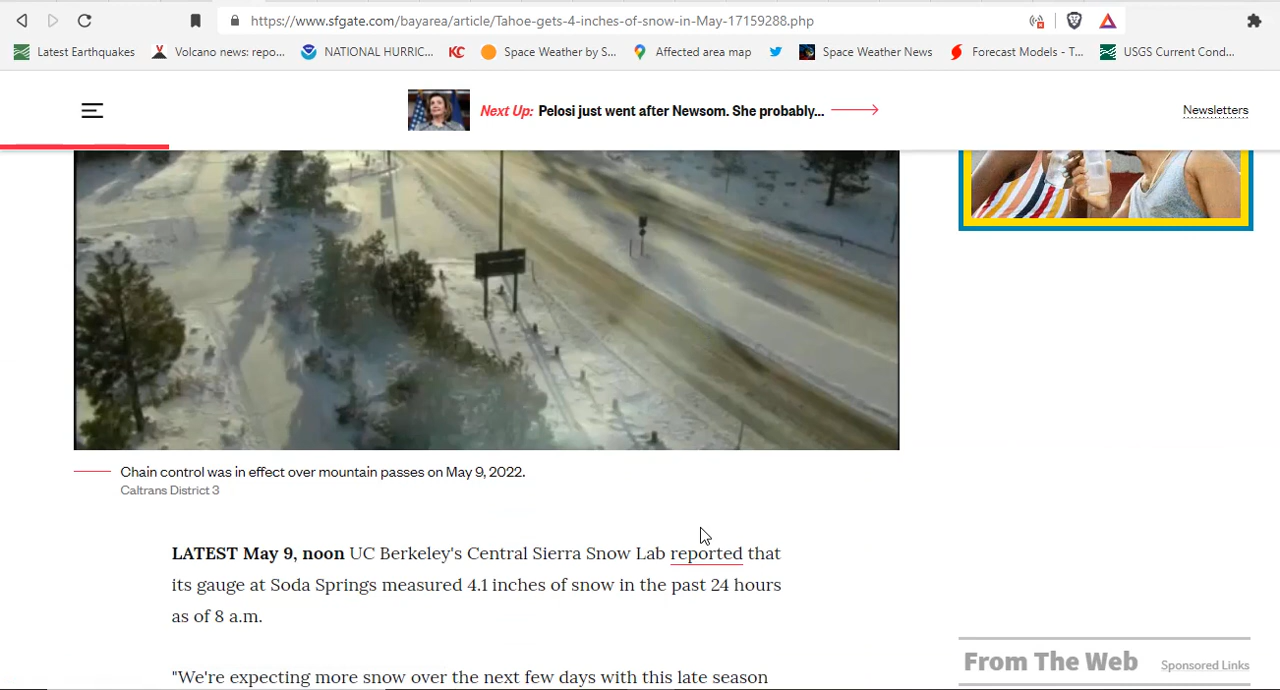 https://www.sfgate.com/bayarea/article/Tahoe-gets-4-inches-of-snow-in-May-17159288.php
Latest Earthquakes Volcano news: repo... NATIONAL HURRIC... KC Space Weather by S... Affected area map Space Weather News Forecast Models - T... USGS Current Cond...
Next Up: Pelosi just went after Newsom. She probably...
Newsletters
Chain control was in effect over mountain passes on May 9, 2022.
Caltrans District 3
LATEST May 9, noon UC Berkeley's Central Sierra Snow Lab reported that
its gauge at Soda Springs measured 4.1 inches of snow in the past 24 hours
as of 8 a.m.
"We're expecting more snow over the next few days with this late season
From The Web Sponsored Links